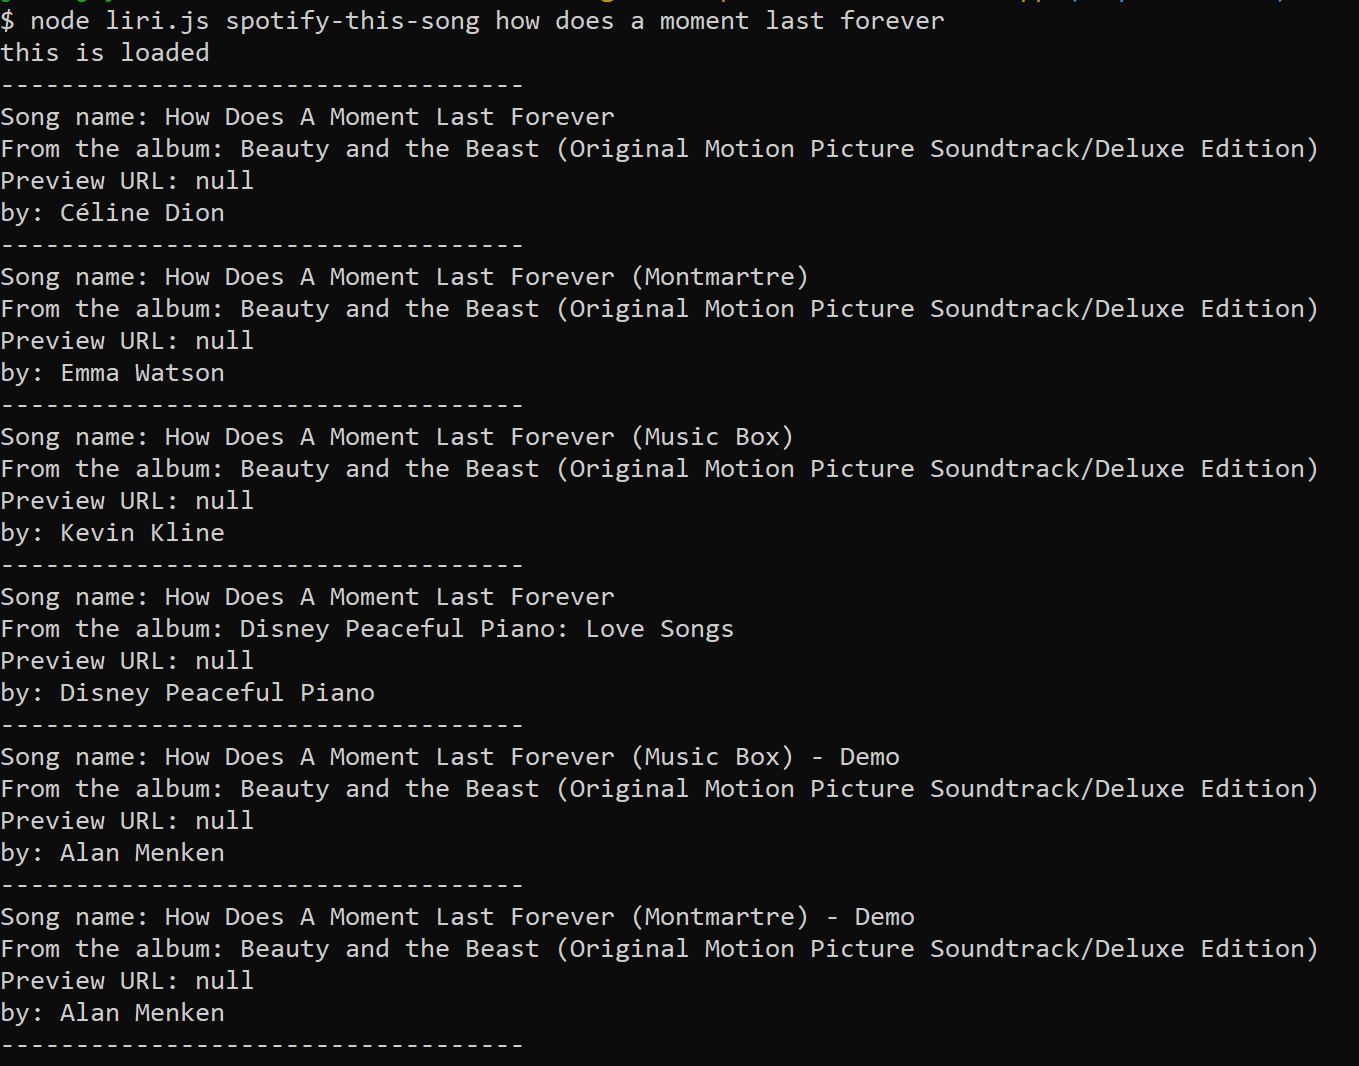 $ node liri.js spotify-this-song how does a moment last forever
this is loaded
-----------------------------------
Song name: How Does A Moment Last Forever
From the album: Beauty and the Beast (Original Motion Picture Soundtrack/Deluxe Edition)
Preview URL: null
by: Céline Dion
-----------------------------------
Song name: How Does A Moment Last Forever (Montmartre)
From the album: Beauty and the Beast (Original Motion Picture Soundtrack/Deluxe Edition)
Preview URL: null
by: Emma Watson
-----------------------------------
Song name: How Does A Moment Last Forever (Music Box)
From the album: Beauty and the Beast (Original Motion Picture Soundtrack/Deluxe Edition)
Preview URL: null
by: Kevin Kline
-----------------------------------
Song name: How Does A Moment Last Forever
From the album: Disney Peaceful Piano: Love Songs
Preview URL: null
by: Disney Peaceful Piano
-----------------------------------
Song name: How Does A Moment Last Forever (Music Box) - Demo
From the album: Beauty and the Beast (Original Motion Picture Soundtrack/Deluxe Edition)
Preview URL: null
by: Alan Menken
-----------------------------------
Song name: How Does A Moment Last Forever (Montmartre) - Demo
From the album: Beauty and the Beast (Original Motion Picture Soundtrack/Deluxe Edition)
Preview URL: null
by: Alan Menken
-----------------------------------